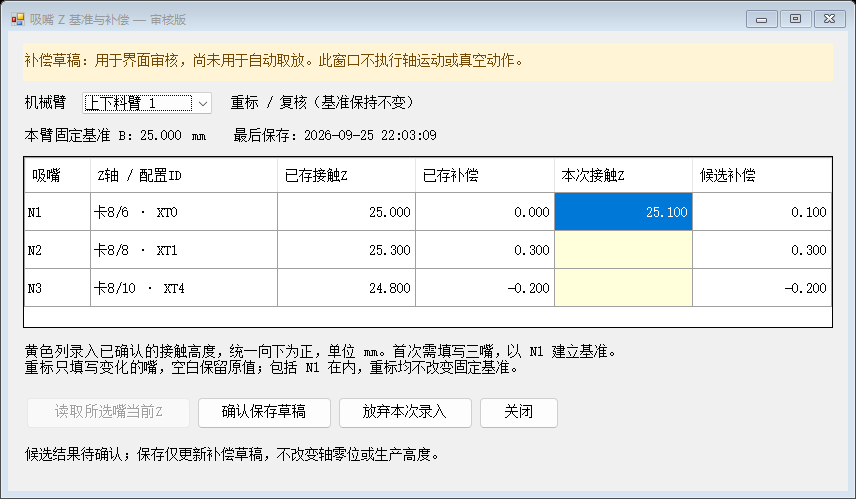 吸嘴 Z 基准与补偿 — 审核版
补偿草稿：用于界面审核，尚未用于自动取放。此窗口不执行轴运动或真空动作。
机械臂 上下料臂 1 重标 / 复核（基准保持不变）
本臂固定基准 B：25.000 mm 最后保存：2026-09-25 22:03:09
吸嘴 Z轴 / 配置ID 已存接触Z 已存补偿 本次接触Z 候选补偿
N1 卡8/6 · XT0 25.000 0.000 25.100 0.100
N2 卡8/8 · XT1 25.300 0.300 0.300
N3 卡8/10 · XT4 24.800 -0.200 -0.200
黄色列录入已确认的接触高度，统一向下为正，单位 mm。首次需填写三嘴，以 N1 建立基准。
重标只填写变化的嘴，空白保留原值；包括 N1 在内，重标均不改变固定基准。
读取所选嘴当前Z 确认保存草稿 放弃本次录入 关闭
候选结果待确认；保存仅更新补偿草稿，不改变轴零位或生产高度。